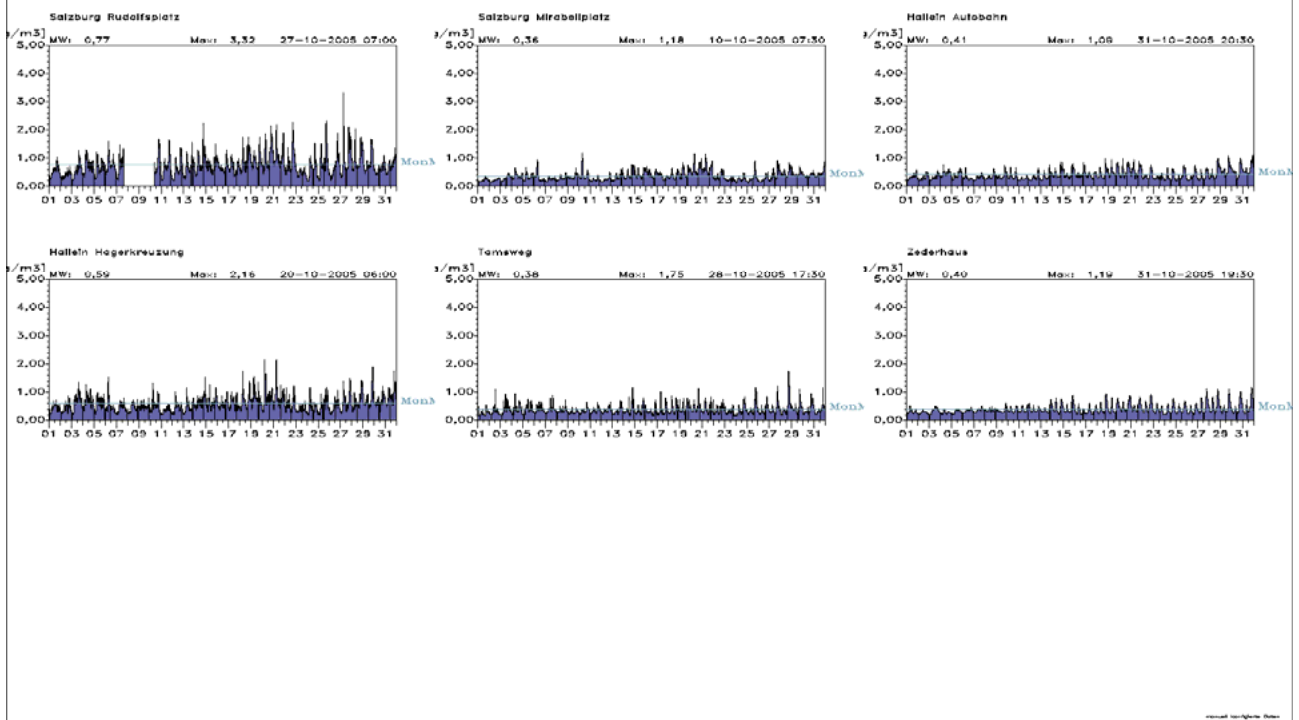 Salzburg Rudolfsplatz
/m3] MW: 0,77 Max: 3,32 27-10-2005 07:00
5,00
4,00
3,00
2,00
1,00
0,00
MonM
01 03 05 07 09 11 13 15 17 19 21 23 25 27 29 31
Salzburg Mirabellplatz
g/m3] MW: 0,36 Max: 1,18 10-10-2005 07:30
5,00
4,00
3,00
2,00
1,00
0,00
MonM
01 03 05 07 09 11 13 15 17 19 21 23 25 27 29 31
Hallein Autobahn
g/m3] MW: 0,41 Max: 20:30
5,00
4,00
3,00
2,00
1,00
0,00
MonM
01 03 05 07 09 11 13 15 17 19 21 23 25 27 29 31
Hallein Hagerkreuzung
/m3] MW: 0,59 Max: 2,16 20-10-2005 06:00
5,00
4,00
3,00
2,00
1,00
0,00
MonM
01 03 05 07 09 11 13 15 17 19 21 23 25 27 29 31
Tamsweg
g/m3] MW: 0,38 Max: 1,75 28-10-2005 17:30
5,00
4,00
3,00
2,00
1,00
0,00
MonM
01 03 05 07 09 11 13 15 17 19 21 23 25 27 29 31
Zederhaus
g/m3] MW: 0,40 Max: 1,19 31-10-2005 19:30
5,00
4,00
3,00
2,00
1,00
0,00
MonM
01 03 05 07 09 11 13 15 17 19 21 23 25 27 29 31